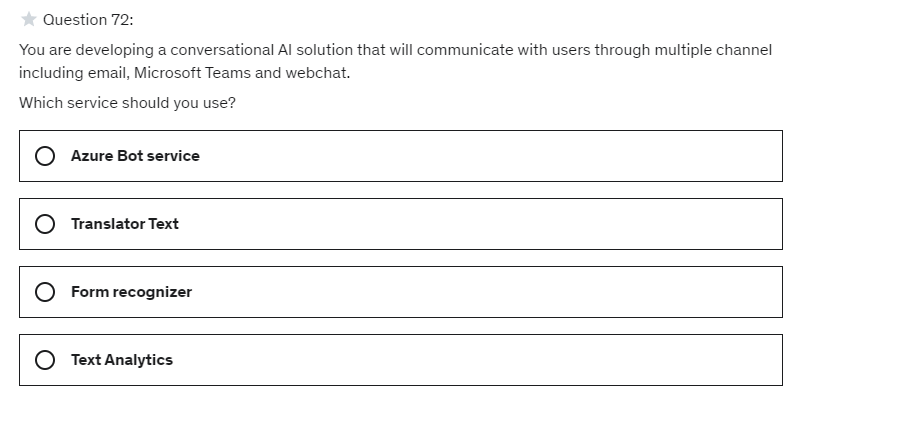 Question 72:
You are developing a conversational AI solution that will communicate with users through multiple channel
including email, Microsoft Teams and webchat.
Which service should you use?
Azure Bot service
Translator Text
Form recognizer
Text Analytics